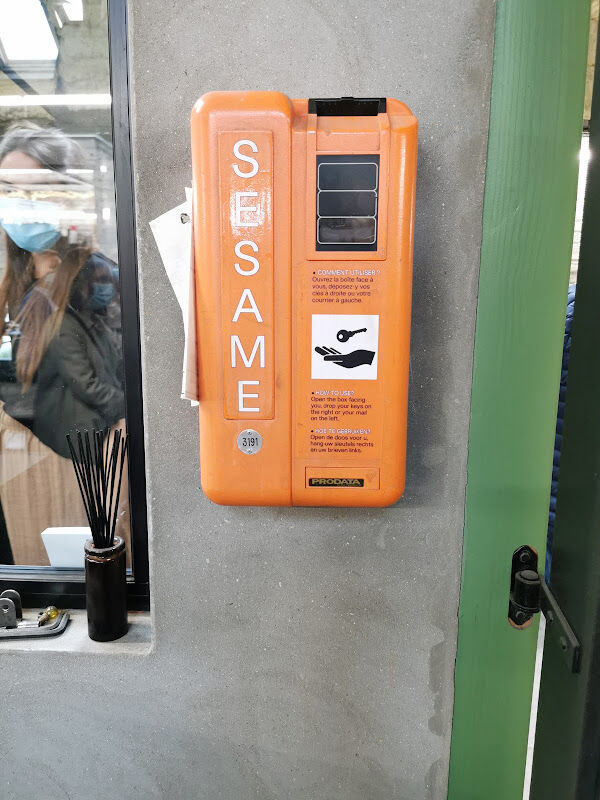 SESAME
3191
• COMMENT UTILISER?
Ouvrez la boîte face à
vous, déposez-y vos
clés à droite ou votre
courrier à gauche.
• HOW TO USE?
Open the box facing
you, drop your keys on
the right or your mail
on the left.
• HOE TE GEBRUIKEN?
Open de doos voor u,
hang uw sleutels rechts
en uw brieven links.
PRODATA